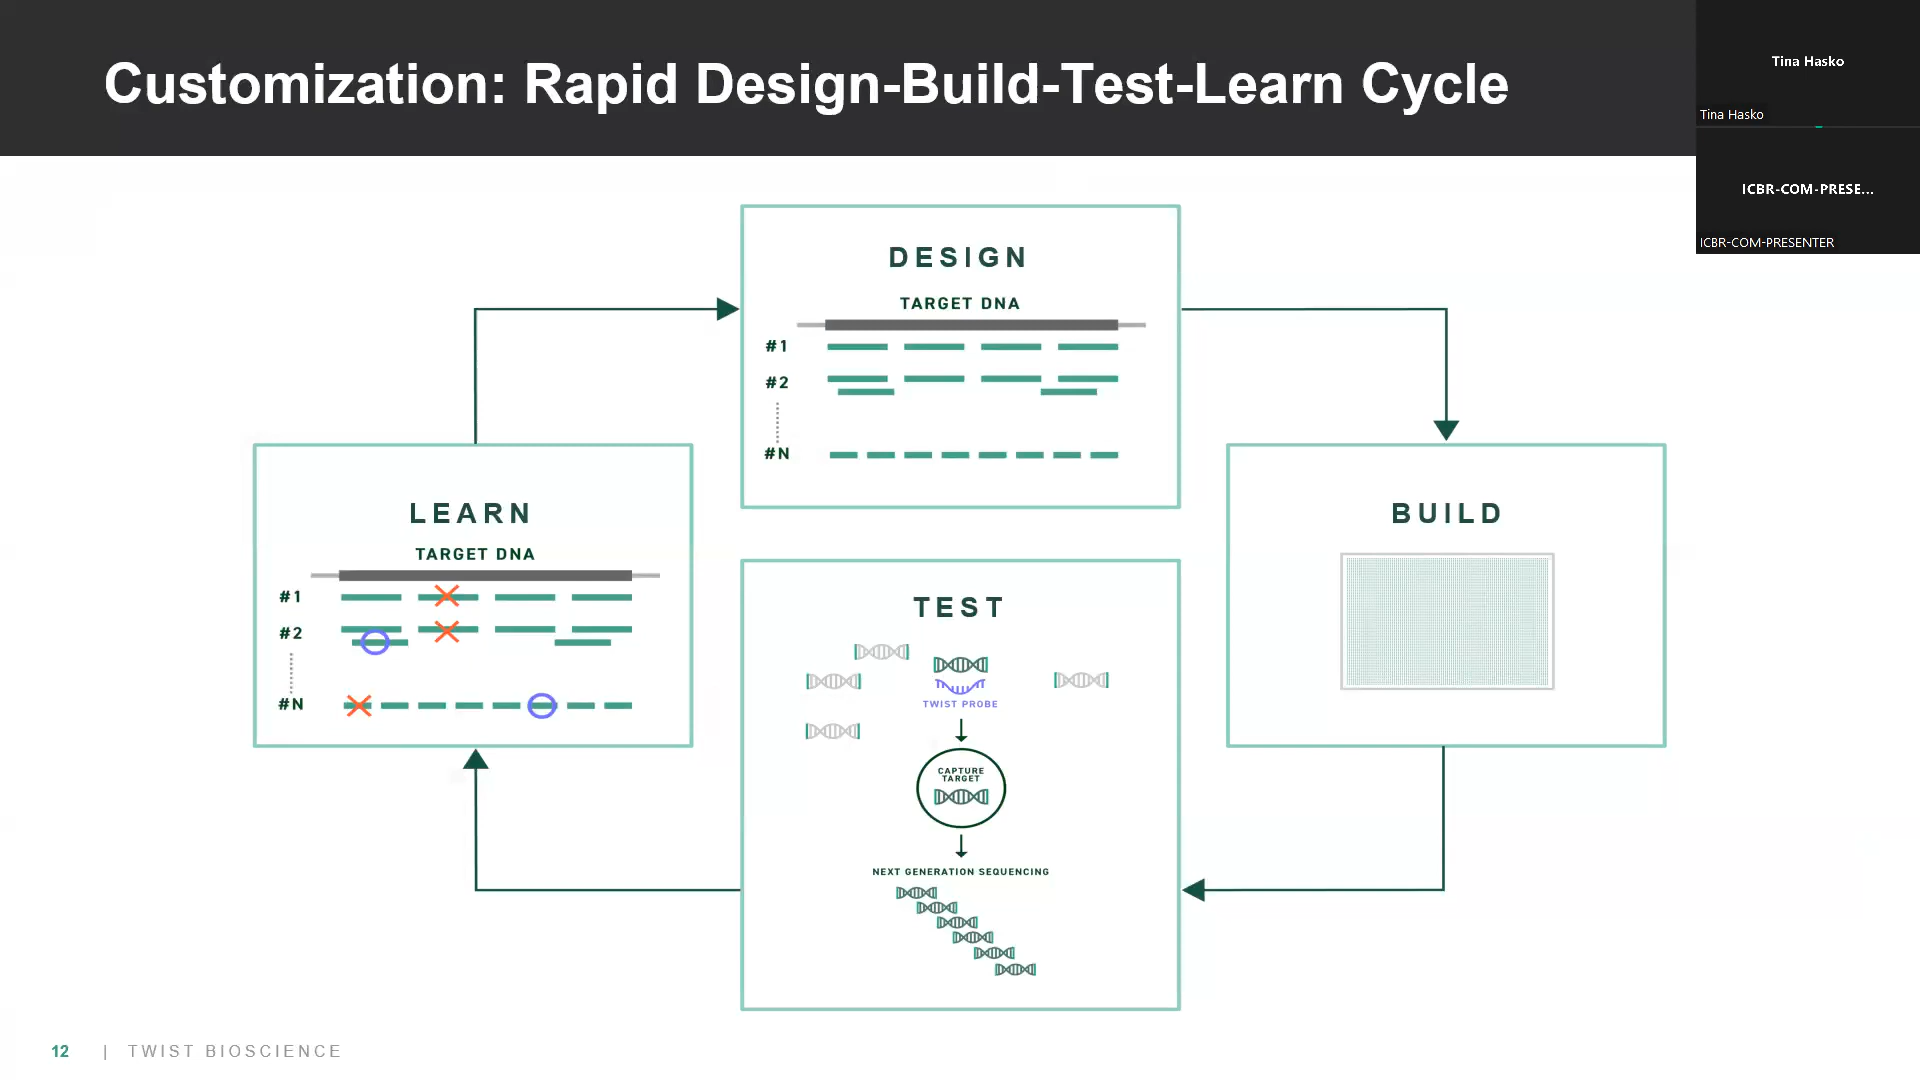 Customization: Rapid Design-Build-Test-Learn Cycle
Tina Hasko
Tina Hasko
ICBR-COM-PRESE...
ICBR-COM-PRESENTER
DESIGN
TARGET DNA
#1
#2
#N
LEARN
TARGET DNA
#1
#2
#N
BUILD
TEST
TWIST PROBE
CAPTURE
TARGET
NEXT GENERATION SEQUENCING
12 | TWIST BIOSCIENCE